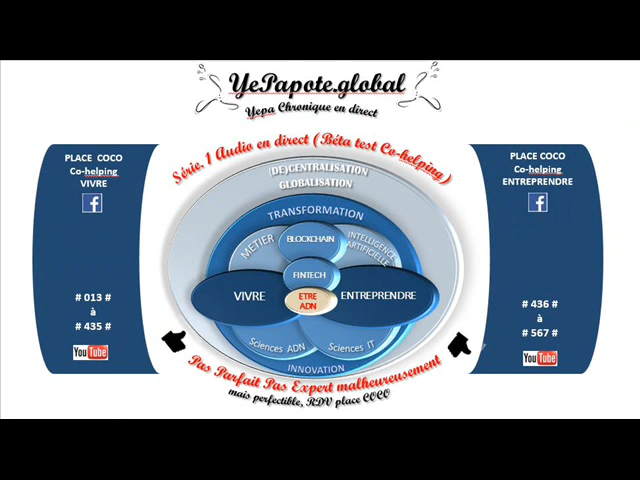 YePapote.global
Yepa Chronique en direct
Série, 1 Audio en direct (Béta test Co-helping)
(DE)CENTRALISATION
GLOBALISATION
TRANSFORMATION
METIER
BLOCKCHAIN
INTELLIGENCE
ARTIFICIELLE
FINTECH
VIVRE
ETRE
ADN
ENTREPRENDRE
Sciences ADN
Sciences IT
INNOVATION
Pas Parfait Pas Expert malheureusement
mais perfectible, RDV place COCO
PLACE COCO
Co-helping
VIVRE
f
# 013 #
à
# 435 #
YouTube
PLACE COCO
Co-helping
ENTREPRENDRE
f
# 436 #
à
# 567 #
YouTube